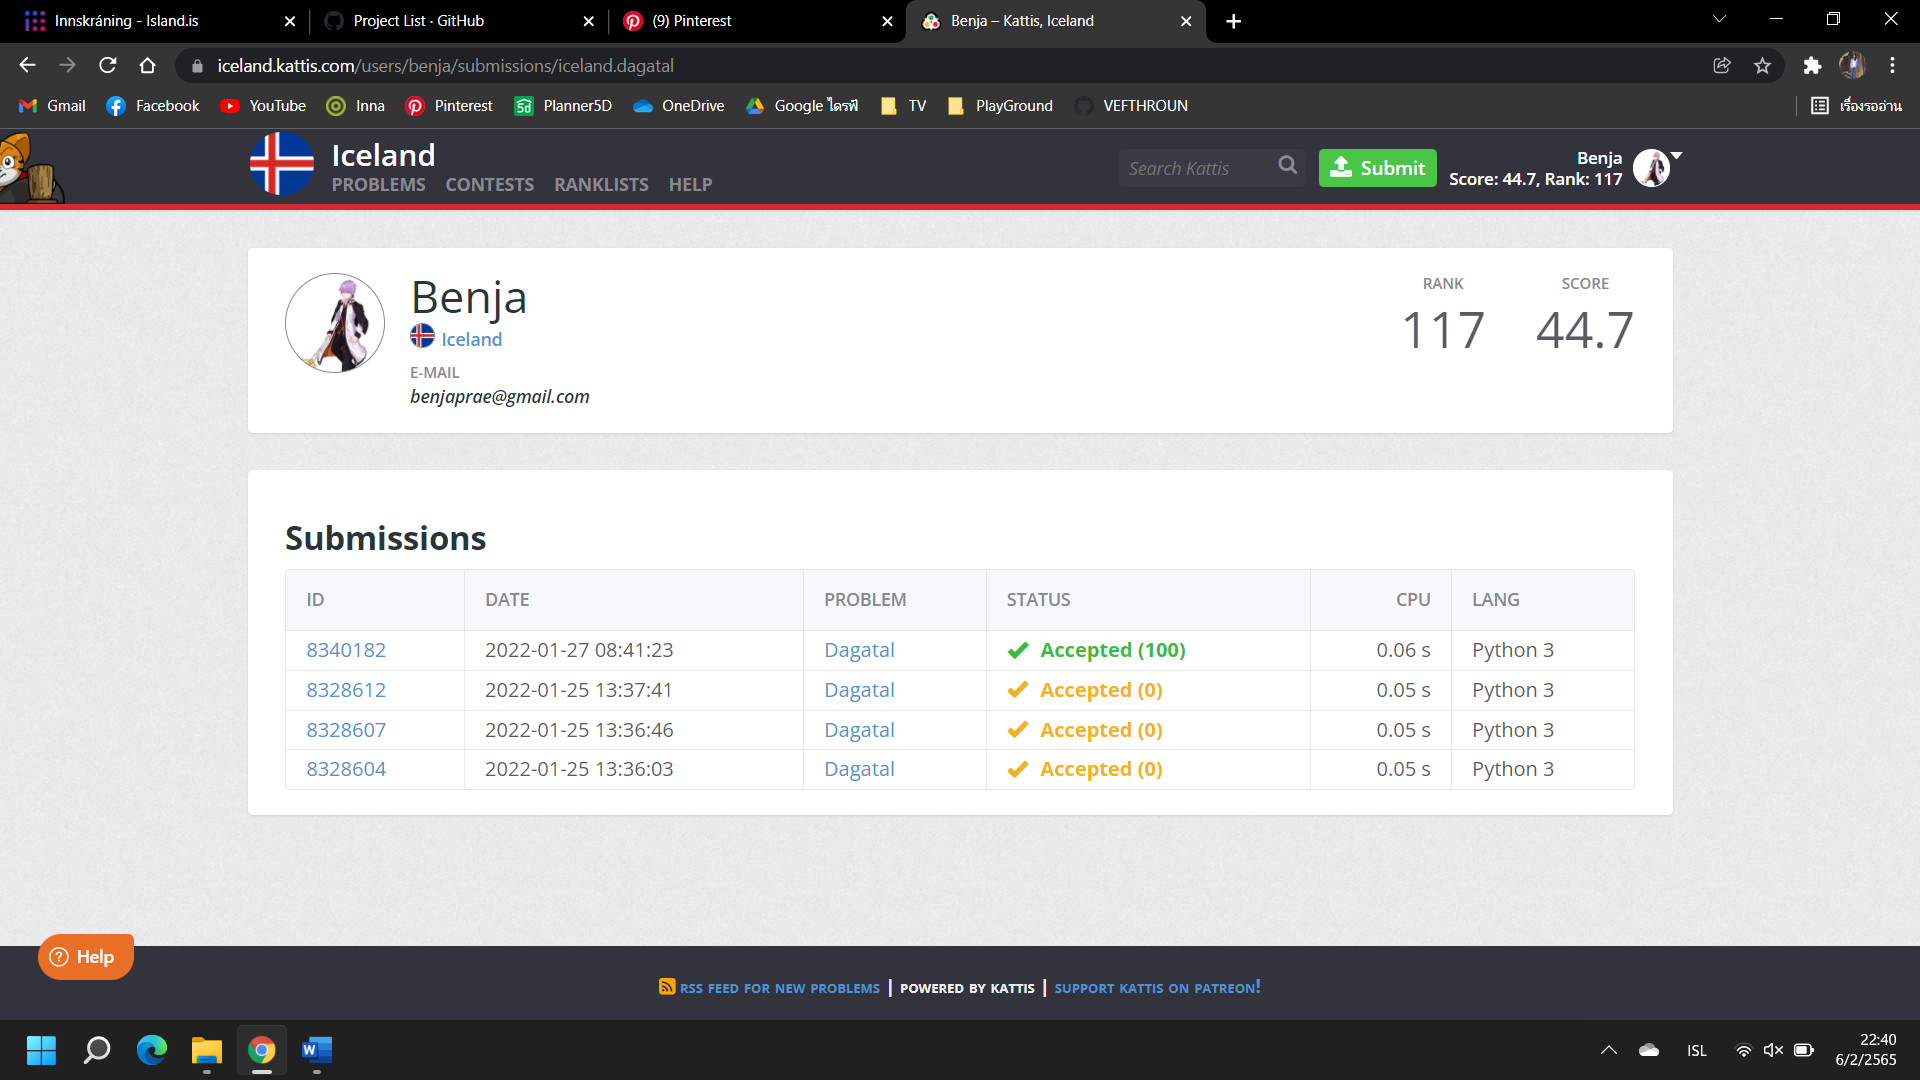 Innskráning - Island.is
Project List · GitHub
(9) Pinterest
Benja – Kattis, Iceland
iceland.kattis.com/users/benja/submissions/iceland.dagatal
Gmail Facebook YouTube Inna Pinterest Planner5D OneDrive Google ไดรฟ์ TV PlayGround VEFTHROUN เรื่องรออ่าน
Iceland
PROBLEMS CONTESTS RANKLISTS HELP
Search Kattis
Submit
Benja
Score: 44.7, Rank: 117
Benja
Iceland
E-MAIL
benjaprae@gmail.com
RANK SCORE
117 44.7
Submissions
ID DATE PROBLEM STATUS CPU LANG
8340182 2022-01-27 08:41:23 Dagatal Accepted (100) 0.06 s Python 3
8328612 2022-01-25 13:37:41 Dagatal Accepted (0) 0.05 s Python 3
8328607 2022-01-25 13:36:46 Dagatal Accepted (0) 0.05 s Python 3
8328604 2022-01-25 13:36:03 Dagatal Accepted (0) 0.05 s Python 3
Help
RSS FEED FOR NEW PROBLEMS | POWERED BY KATTIS | SUPPORT KATTIS ON PATREON!
ISL
22:40
6/2/2565